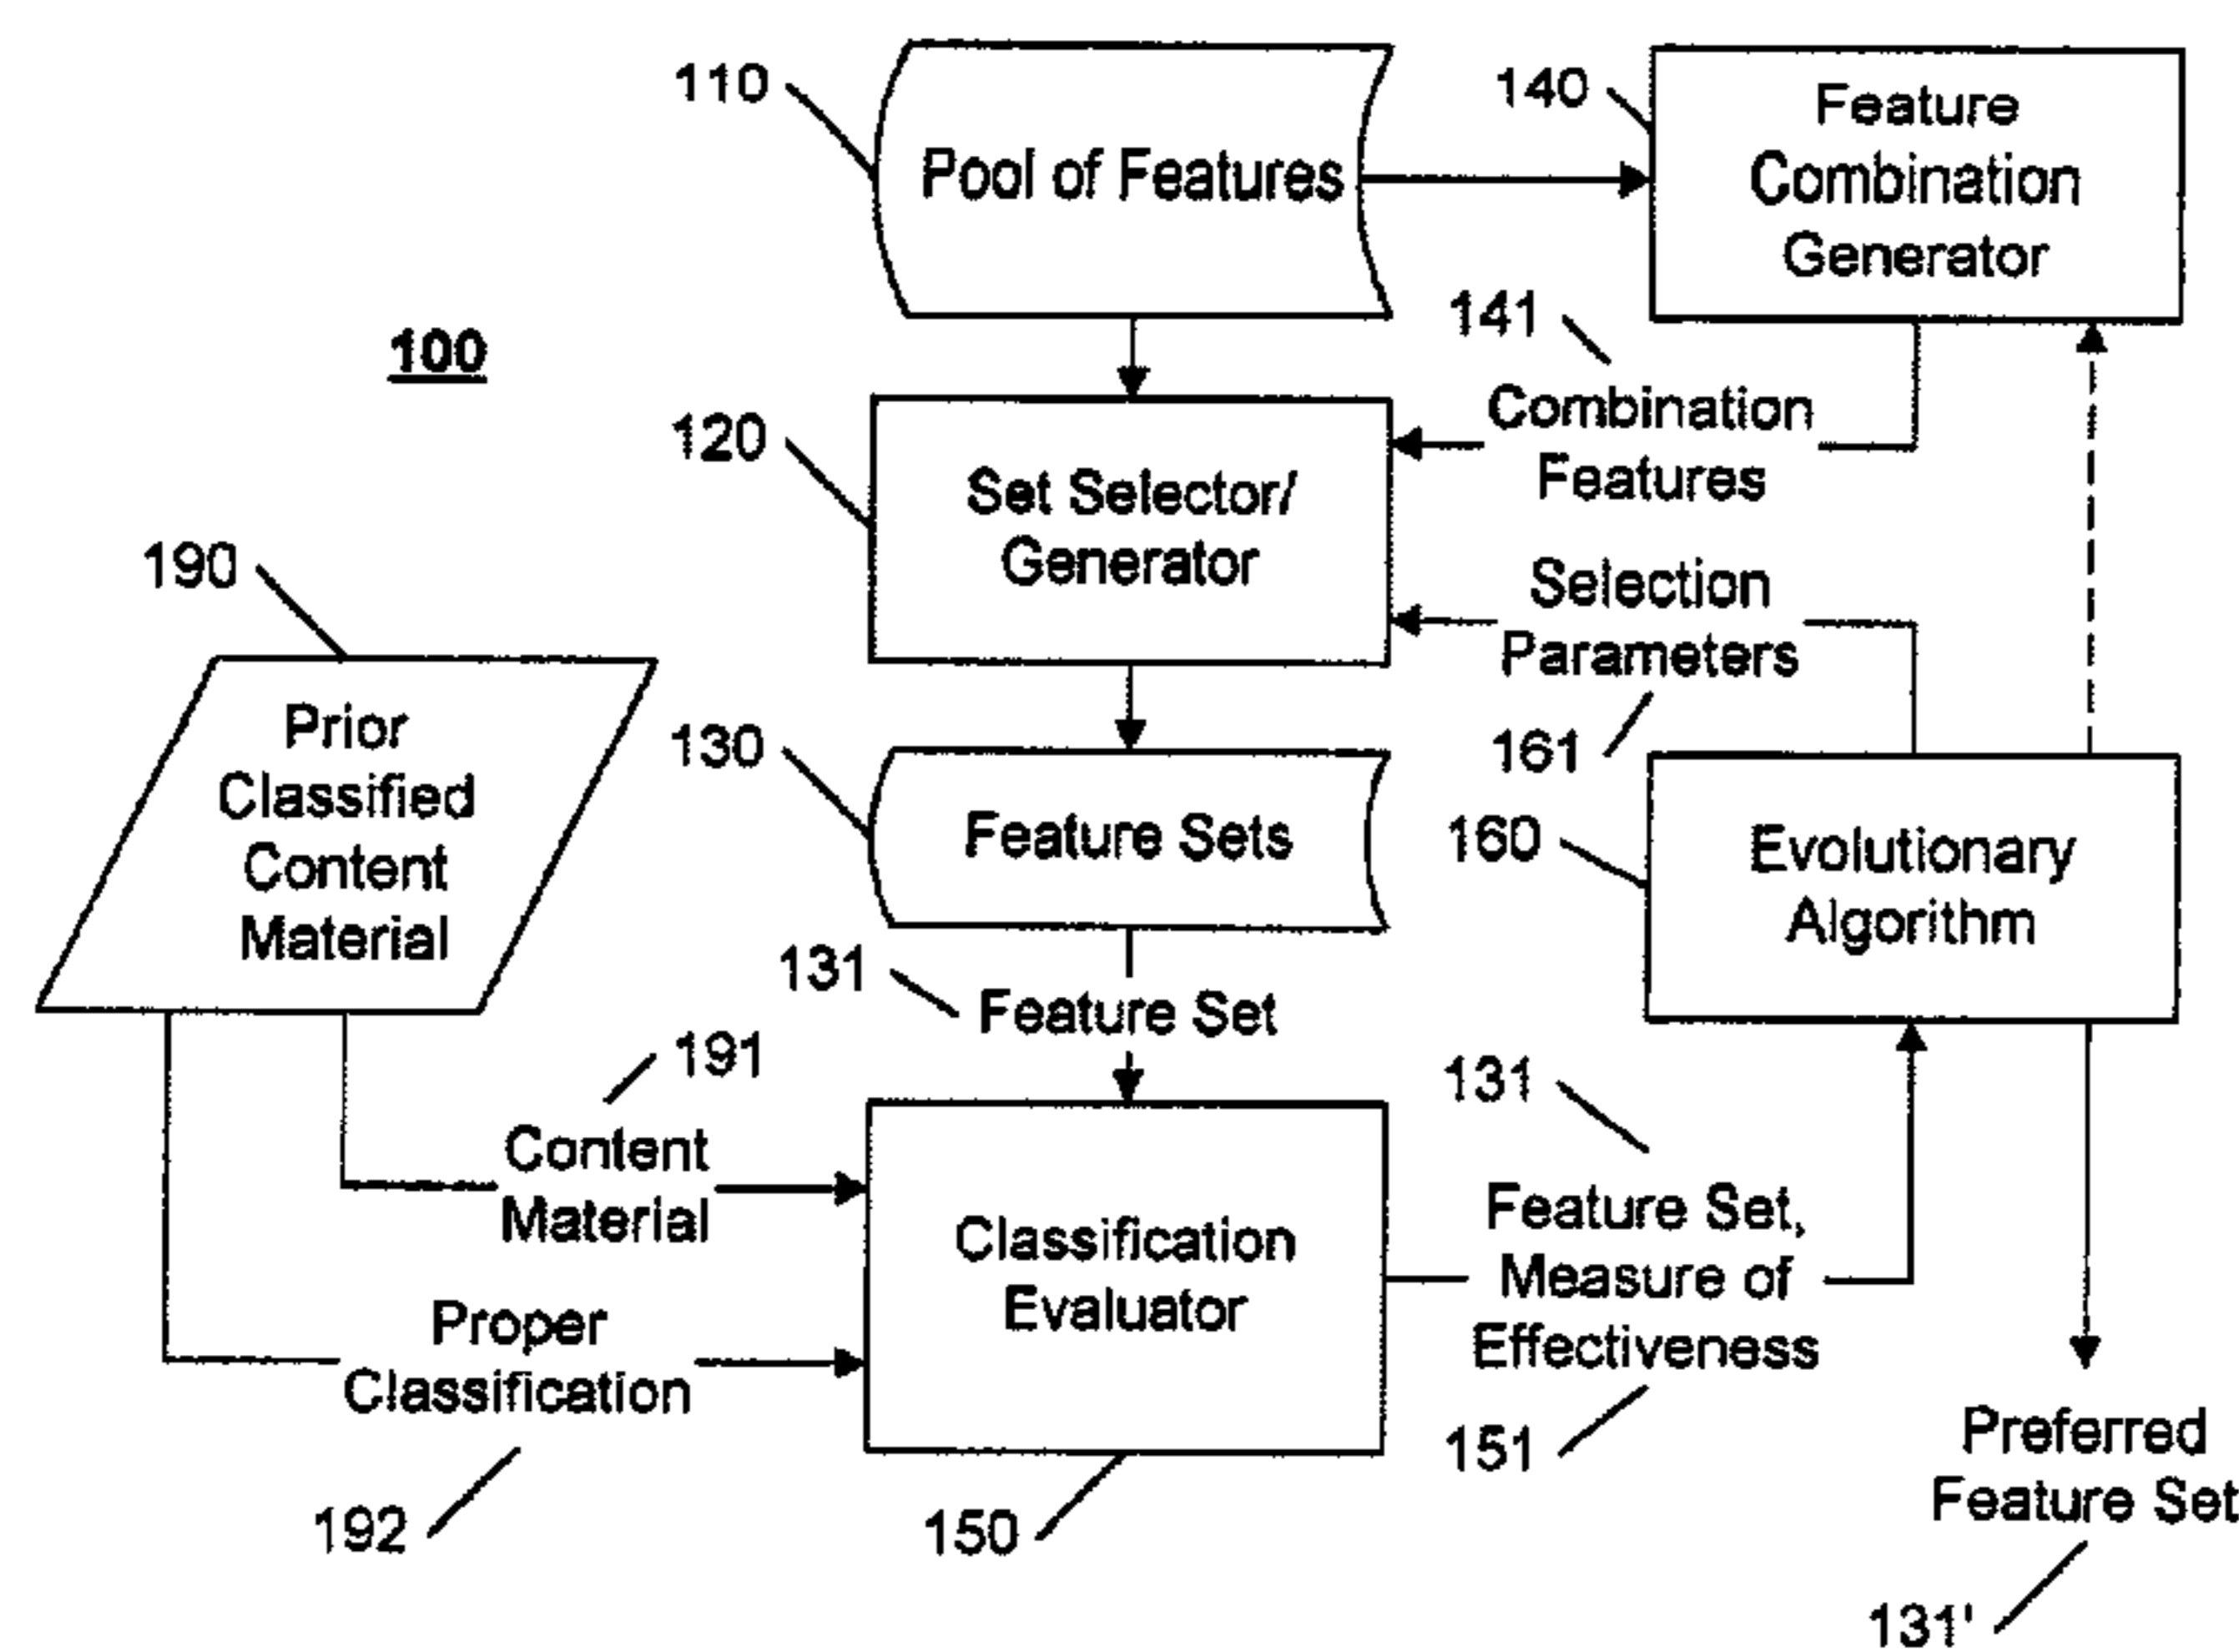 110
Pool of Features
140
Feature
Combination
Generator
100
141
Combination
Features
120
Set Selector/
Generator
190
Selection
Parameters
161
Prior
Classified
Content
Material
130
Feature Sets
160
Evolutionary
Algorithm
131
Feature Set
191
Content
Material
131
Feature Set,
Measure of
Effectiveness
151
Classification
Evaluator
Proper
Classification
192
150
Preferred
Feature Set
131'